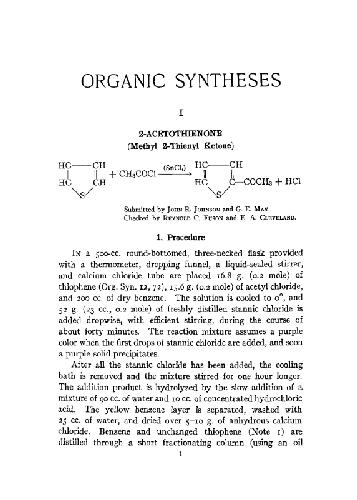 ORGANIC SYNTHESES
I
2-ACETOTHIENONE
(Methyl 2-Thienyl Ketone)
HC CH (SnCl₄) HC CH
HC CH + CH₃COCl HC C—COCH₃ + HCl
S S
Submitted by John R. Johnson and G. E. May.
Checked by Reynold C. Fuson and E. A. Cleveland.
1. Procedure
In a 500-cc. round-bottomed, three-necked flask provided
with a thermometer, dropping funnel, a liquid-sealed stirrer,
and calcium chloride tube are placed 16.8 g. (0.2 mole) of
thiophene (Org. Syn. 12, 72), 15.6 g. (0.2 mole) of acetyl chloride,
and 200 cc. of dry benzene. The solution is cooled to 0°, and
52 g. (23 cc., 0.2 mole) of freshly distilled stannic chloride is
added dropwise, with efficient stirring, during the course of
about forty minutes. The reaction mixture assumes a purple
color when the first drops of stannic chloride are added, and soon
a purple solid precipitates.
After all the stannic chloride has been added, the cooling
bath is removed and the mixture stirred for one hour longer.
The addition product is hydrolyzed by the slow addition of a
mixture of 90 cc. of water and 10 cc. of concentrated hydrochloric
acid. The yellow benzene layer is separated, washed with
25 cc. of water, and dried over 5–10 g. of anhydrous calcium
chloride. Benzene and unchanged thiophene (Note 1) are
distilled through a short fractionating column (using an oil
1